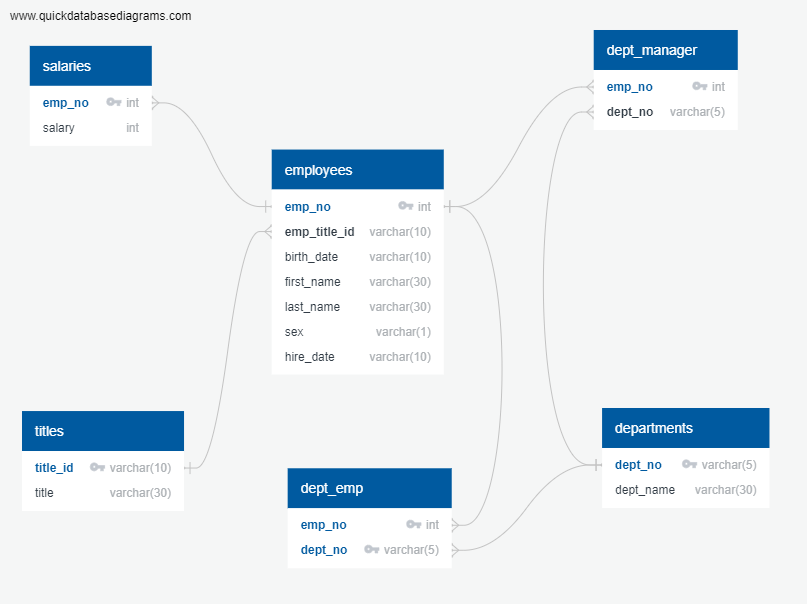 www.quickdatabasediagrams.com
salaries
emp_no int
salary int
dept_manager
emp_no int
dept_no varchar(5)
employees
emp_no int
emp_title_id varchar(10)
birth_date varchar(10)
first_name varchar(30)
last_name varchar(30)
sex varchar(1)
hire_date varchar(10)
titles
title_id varchar(10)
title varchar(30)
dept_emp
emp_no int
dept_no varchar(5)
departments
dept_no varchar(5)
dept_name varchar(30)